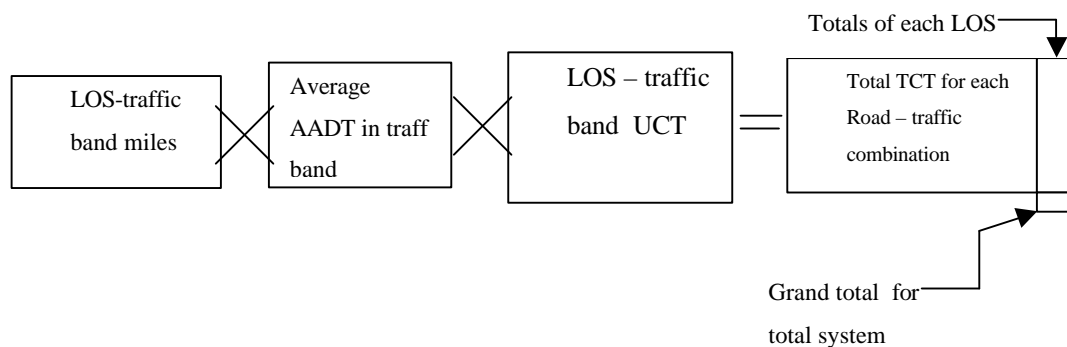 Totals of each LOS
LOS-traffic
band miles
Average
AADT in traff
band
LOS – traffic
band UCT
Total TCT for each
Road – traffic
combination
Grand total for
total system